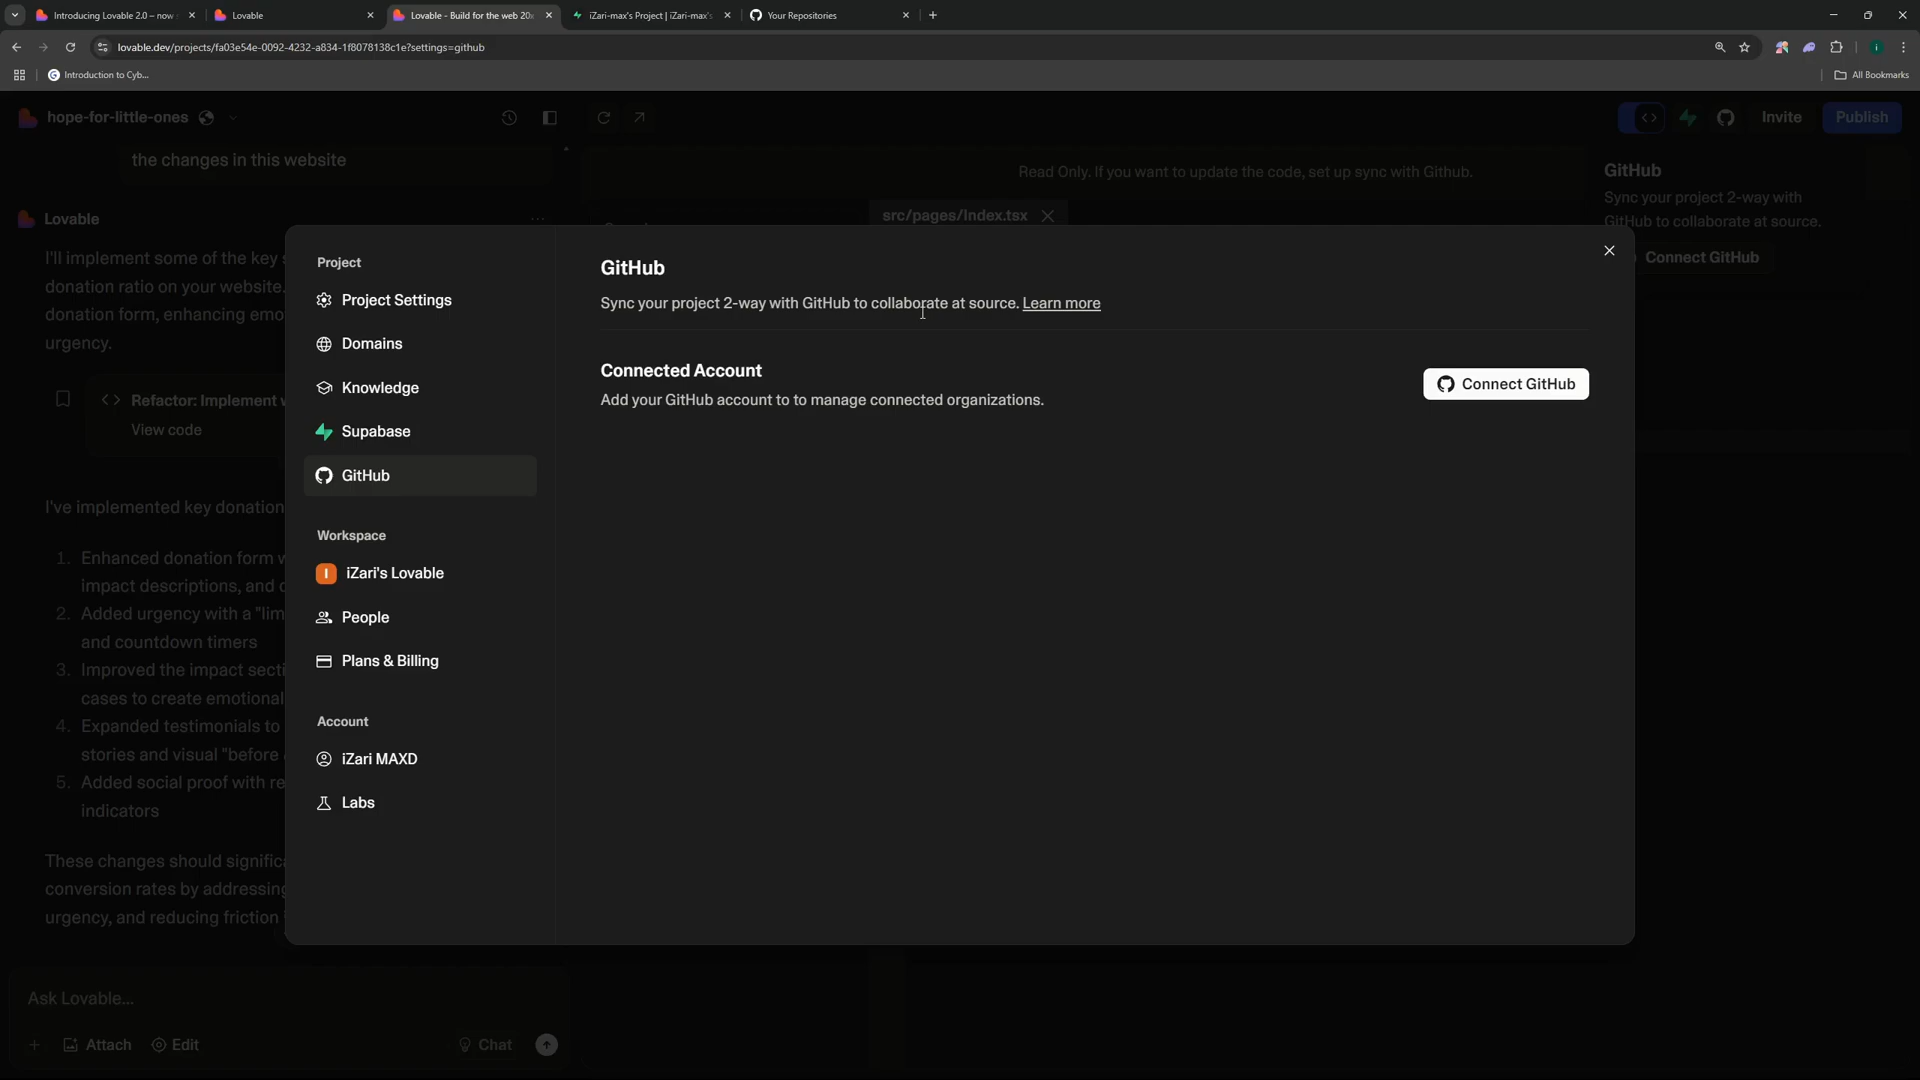 Introducing Lovable 2.0 – now
Lovable
Lovable - Build for the web 20x
iZari-max's Project | iZari-max's
Your Repositories
lovable.dev/projects/fa03e54e-0092-4232-a834-1f8078138c1e?settings=github
Introduction to Cyb...
All Bookmarks
hope-for-little-ones
Invite
Publish
the changes in this website
Read Only. If you want to update the code, set up sync with Github.
GitHub
Sync your project 2-way with
GitHub to collaborate at source.
Connect GitHub
src/pages/Index.tsx
Lovable
I'll implement some of the key
donation ratio on your website.
donation form, enhancing emo
urgency.
Refactor: Implement
View code
I've implemented key donation
1. Enhanced donation form
impact descriptions, and
2. Added urgency with a "lim
and countdown timers
3. Improved the impact secti
cases to create emotional
4. Expanded testimonials to
stories and visual "before
5. Added social proof with re
indicators
These changes should signific
conversion rates by addressing
urgency, and reducing friction
Ask Lovable...
Attach
Edit
Chat
Project
Project Settings
Domains
Knowledge
Supabase
GitHub
Workspace
I iZari's Lovable
People
Plans & Billing
Account
iZari MAXD
Labs
GitHub
Sync your project 2-way with GitHub to collaborate at source. Learn more
Connected Account
Add your GitHub account to to manage connected organizations.
Connect GitHub